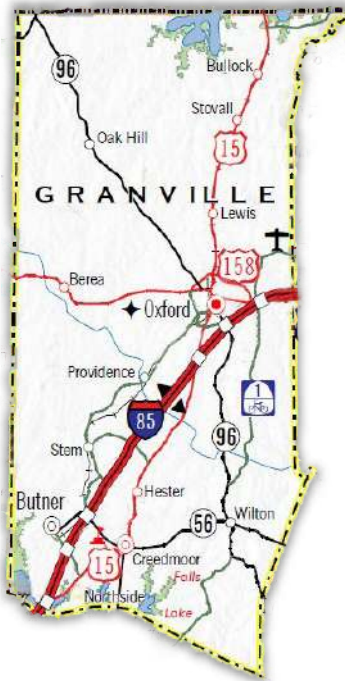 96
Bullock
Stovall
Oak Hill
15
GRANVILLE
Lewis
158
Berea
Oxford
Providence
1
85
96
Stem
Hester
Butner
56
Wilton
Creedmoor
15
Falls
Northside
Lake